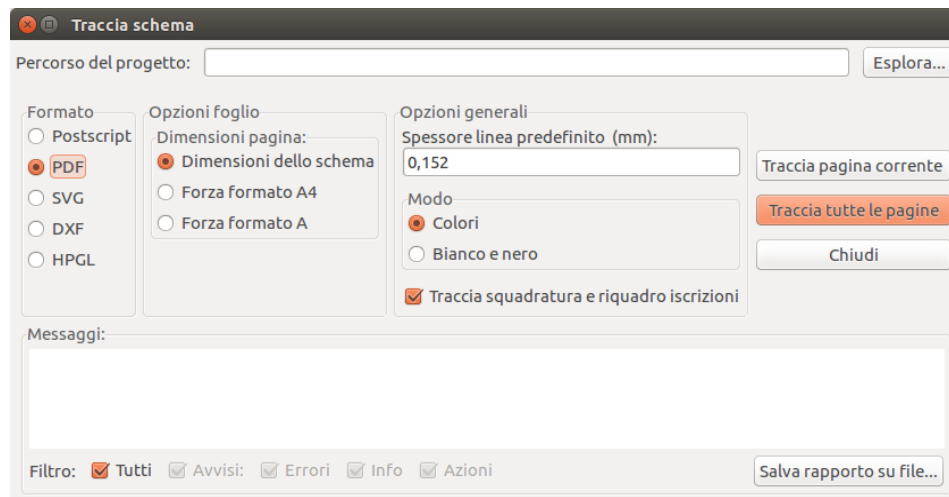 Traccia schema
Percorso del progetto:
Esplora...
Formato
Postscript
PDF
SVG
DXF
HPGL
Opzioni foglio
Dimensioni pagina:
Dimensioni dello schema
Forza formato A4
Forza formato A
Opzioni generali
Spessore linea predefinito (mm):
0,152
Modo
Colori
Bianco e nero
Traccia squadratura e riquadro iscrizioni
Traccia pagina corrente
Traccia tutte le pagine
Chiudi
Messaggi:
Filtro: Tutti Avvisi: Errori Info Azioni
Salva rapporto su file...